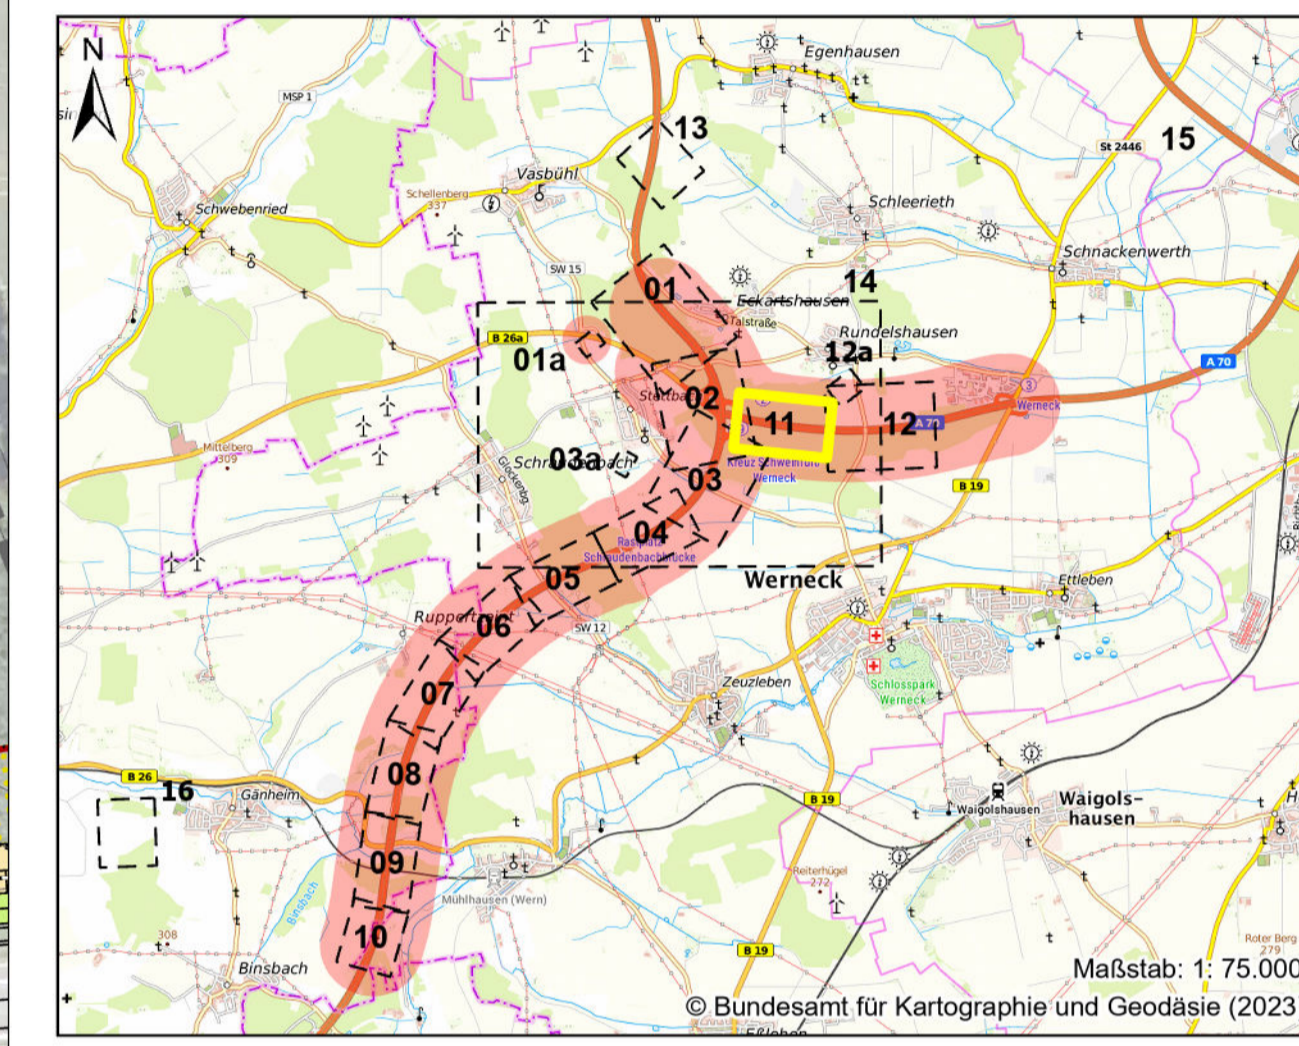 N
Egenhausen
MSP 1
13
St 2446
15
Vasbühl
Schellenberg
337
Schwebenried
Schleerieth
Schnackenwerth
SW 15
01
14
Eckartshausen
Talstraße
B 26a
01a
Rundelshausen
12a
A 70
3
Werneck
02
11
12
A 70
Mittelberg
309
03a
Glockenbg
03
Kreuz Schweinfurt/
Werneck
B 19
04
Rastplatz
Schraudenbachbrücke
05
Werneck
Ettleben
06
SW 12
Zeuzleben
Schlosspark
Werneck
07
08
B 26
16
Gänheim
B 19
Waigolshausen
Waigols-
hausen
09
Mühlhausen (Wern)
Reiterhügel
272
Binsbach
10
308
B 19
Roter Berg
279
Binsbach
Maßstab: 1: 75.000
© Bundesamt für Kartographie und Geodäsie (2023